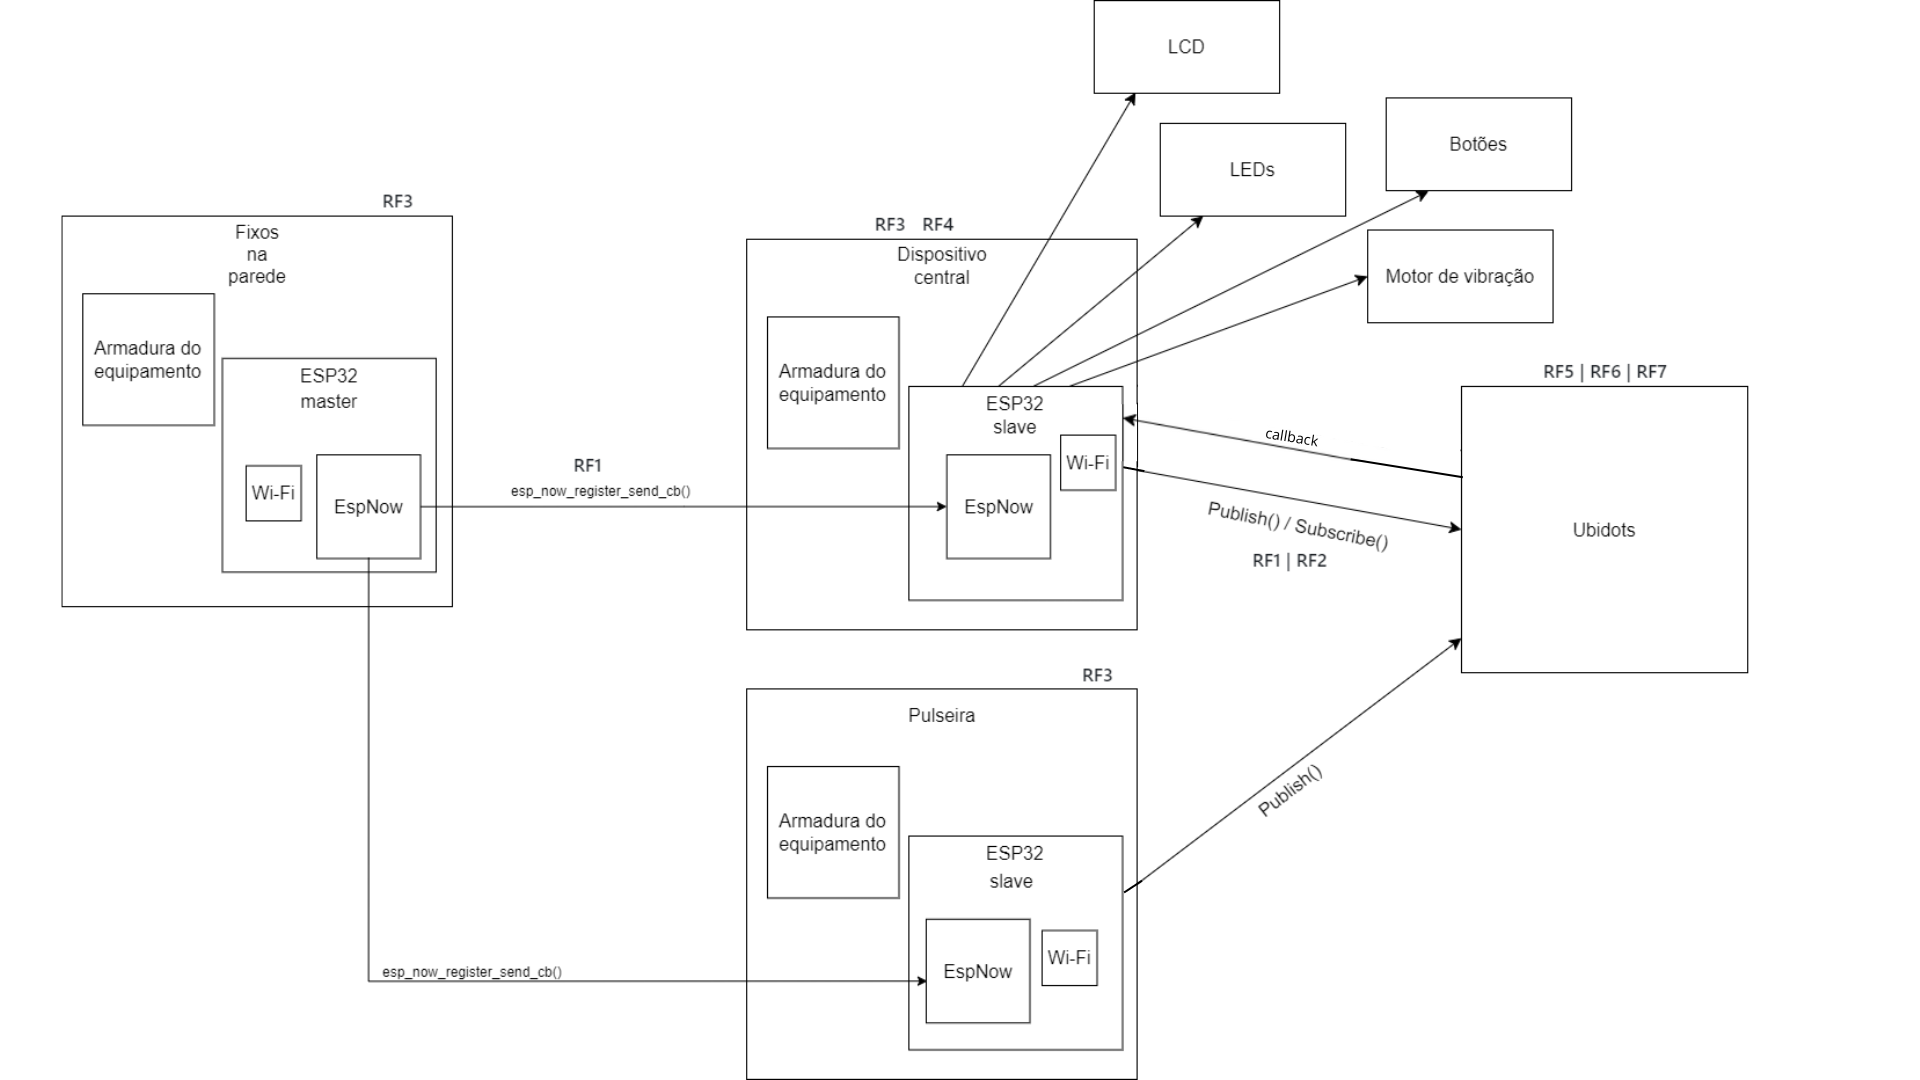 LCD
LEDs
Botões
Motor de vibração
RF3
Fixos
na
parede
Armadura do
equipamento
ESP32
master
Wi-Fi
EspNow
RF1
esp_now_register_send_cb()
RF3 RF4
Dispositivo
central
Armadura do
equipamento
ESP32
slave
Wi-Fi
EspNow
callback
Publish() / Subscribe()
RF1 | RF2
RF5 | RF6 | RF7
Ubidots
RF3
Pulseira
Armadura do
equipamento
ESP32
slave
EspNow
Wi-Fi
Publish()
esp_now_register_send_cb()